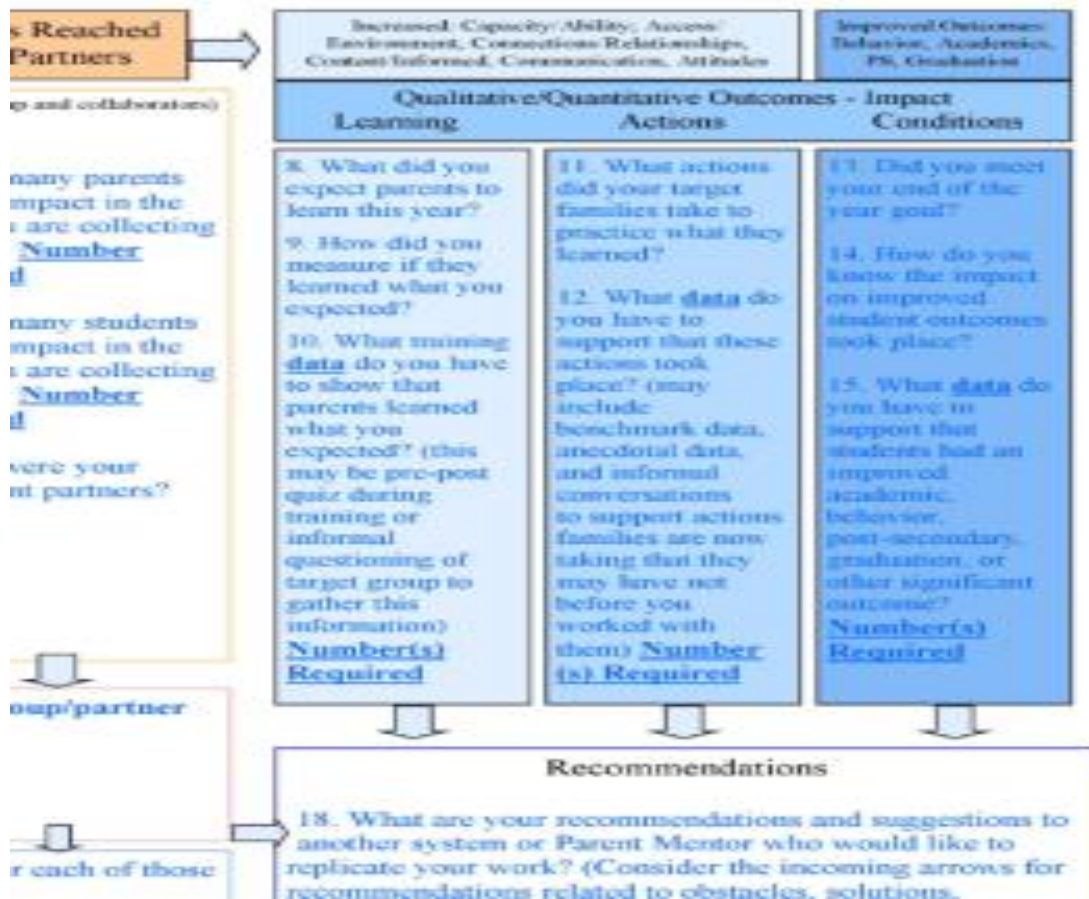 s Reached
Partners
p and collaborators)
many parents
mpact in the
s are collecting
Number
d
many students
mpact in the
s are collecting
Number
d
were your
nt partners?
oup/partner
r each of those
Increased: Capacity/Ability, Access/
Environment, Connections/Relationships,
Content/Informed, Communication, Attitudes
Improved Outcomes:
Behavior, Academics,
PS, Graduation
Qualitative/Quantitative Outcomes - Impact
Learning Actions Conditions
8. What did you
expect parents to
learn this year?
9. How did you
measure if they
learned what you
expected?
10. What training
data do you have
to show that
parents learned
what you
expected? (this
may be pre-post
quiz during
training or
informal
questioning of
target group to
gather this
information)
Number(s)
Required
11. What actions
did your target
families take to
practice what they
learned?
12. What data do
you have to
support that these
actions took
place? (may
include
benchmark data,
anecdotal data,
and informal
conversations
to support actions
families are now
taking that they
may have not
before you
worked with
them) Number
(s) Required
13. Did you meet
your end of the
year goal?
14. How do you
know the impact
on improved
student outcomes
took place?
15. What data do
you have to
support that
students had an
improved
academic,
behavior,
post-secondary,
graduation, or
other significant
outcome?
Number(s)
Required
Recommendations
18. What are your recommendations and suggestions to
another system or Parent Mentor who would like to
replicate your work? (Consider the incoming arrows for
recommendations related to obstacles, solutions,